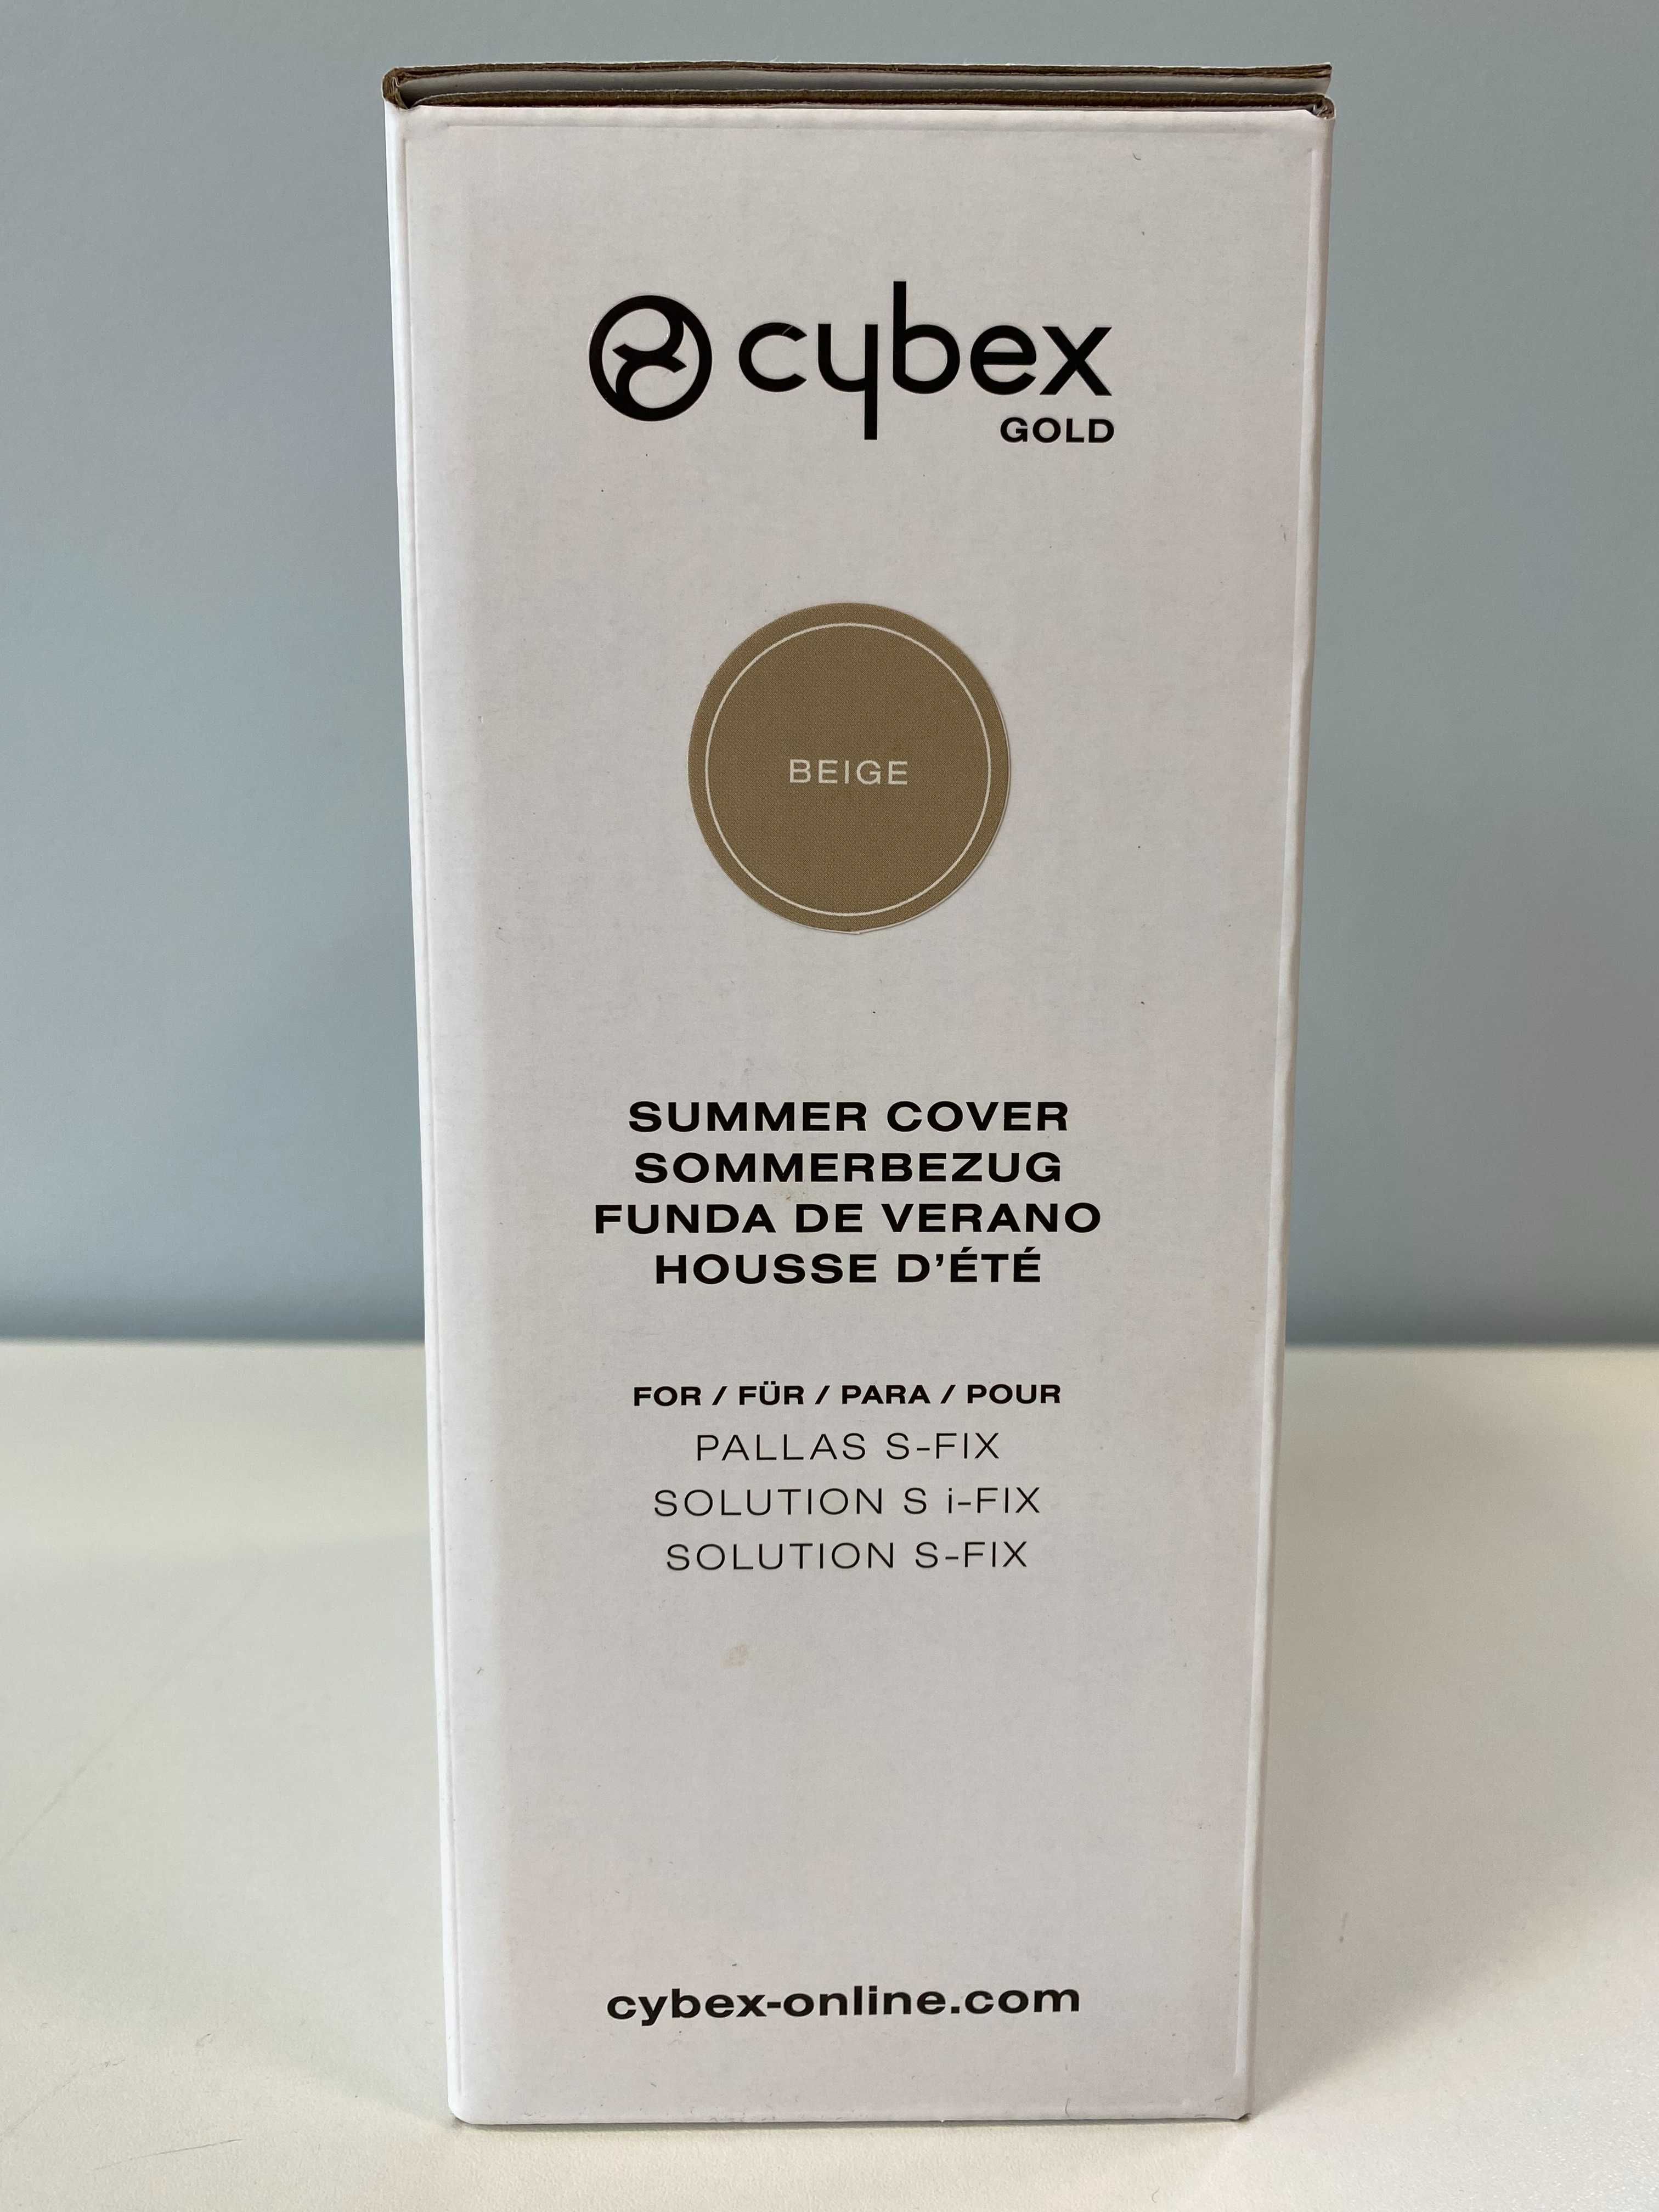 cybex
GOLD
BEIGE
SUMMER COVER
SOMMERBEZUG
FUNDA DE VERANO
HOUSSE D'ÉTÉ
FOR / FÜR / PARA / POUR
PALLAS S-FIX
SOLUTION S i-FIX
SOLUTION S-FIX
cybex-online.com